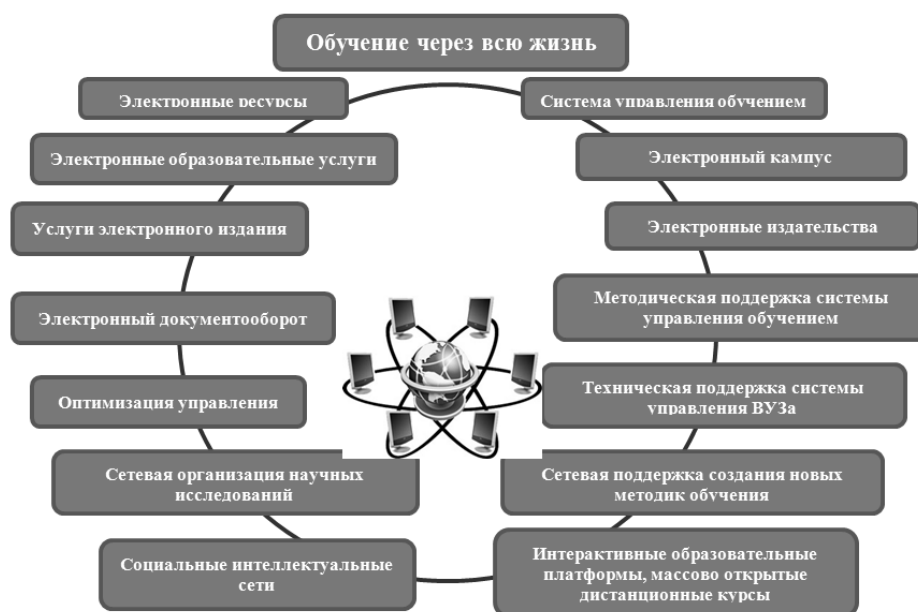 Обучение через всю жизнь
Электронные ресурсы
Система управления обучением
Электронные образовательные услуги
Электронный кампус
Услуги электронного издания
Электронные издательства
Электронный документооборот
Методическая поддержка системы
управления обучением
Оптимизация управления
Техническая поддержка системы
управления ВУЗа
Сетевая организация научных
исследований
Сетевая поддержка создания новых
методик обучения
Социальные интеллектуальные
сети
Интерактивные образовательные
платформы, массово открытые
дистанционные курсы